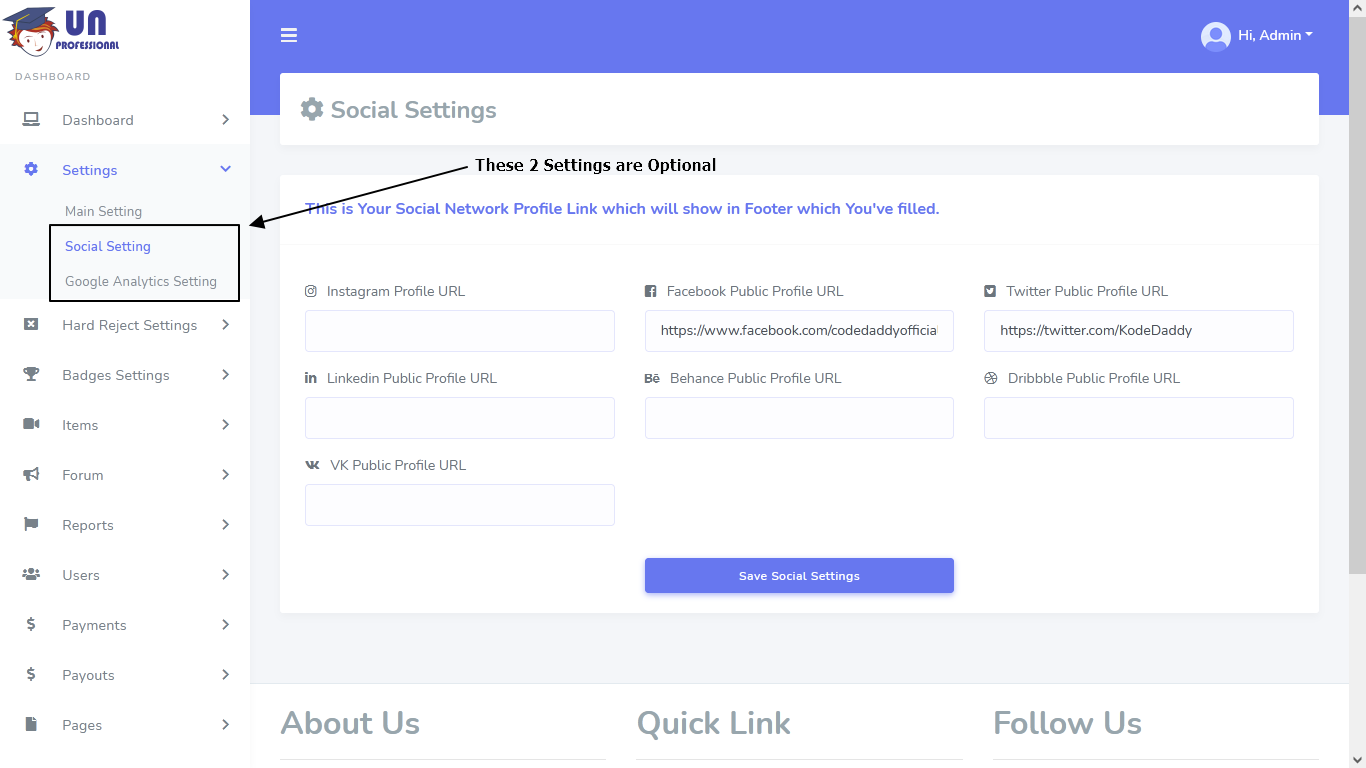 UN
PROFESSIONAL
DASHBOARD
Dashboard
Settings
Main Setting
Social Setting
Google Analytics Setting
Hard Reject Settings
Badges Settings
Items
Forum
Reports
Users
Payments
Payouts
Pages
Hi, Admin
Social Settings
These 2 Settings are Optional
This is Your Social Network Profile Link which will show in Footer which You've filled.
Instagram Profile URL
Facebook Public Profile URL
https://www.facebook.com/codedaddyofficial
Twitter Public Profile URL
https://twitter.com/KodeDaddy
Linkedin Public Profile URL
Behance Public Profile URL
Dribbble Public Profile URL
VK Public Profile URL
Save Social Settings
About Us
Quick Link
Follow Us